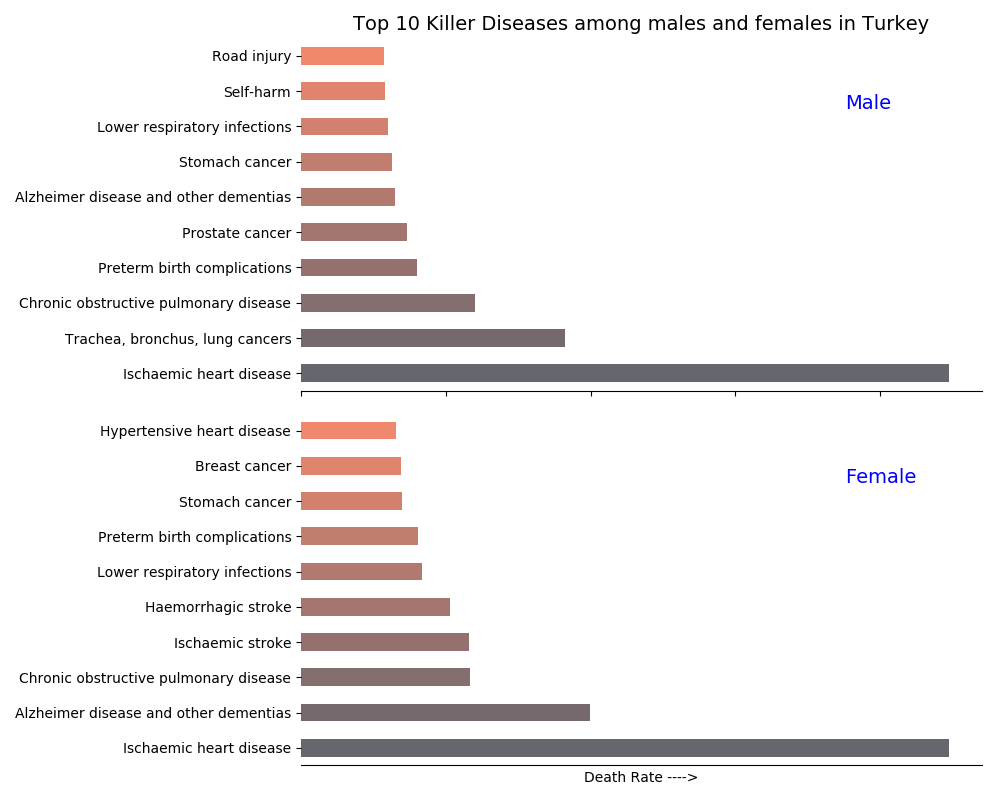 Top 10 Killer Diseases among males and females in Turkey
Road injury
Self-harm
Male
Lower respiratory infections
Stomach cancer
Alzheimer disease and other dementias
Prostate cancer
Preterm birth complications
Chronic obstructive pulmonary disease
Trachea, bronchus, lung cancers
Ischaemic heart disease
Hypertensive heart disease
Breast cancer
Female
Stomach cancer
Preterm birth complications
Lower respiratory infections
Haemorrhagic stroke
Ischaemic stroke
Chronic obstructive pulmonary disease
Alzheimer disease and other dementias
Ischaemic heart disease
Death Rate ---->